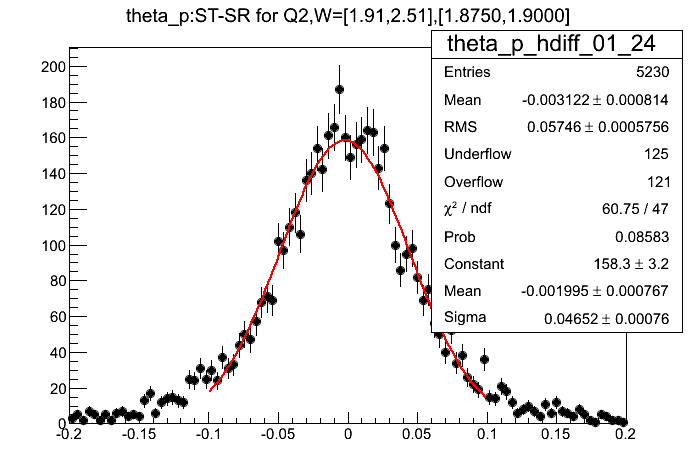 theta_p:ST-SR for Q2,W=[1.91,2.51],[1.8750,1.9000]
theta_p_hdiff_01_24
Entries 5230
Mean -0.003122 ± 0.000814
RMS 0.05746 ± 0.0005756
Underflow 125
Overflow 121
χ² / ndf 60.75 / 47
Prob 0.08583
Constant 158.3 ± 3.2
Mean -0.001995 ± 0.000767
Sigma 0.04652 ± 0.00076
200
180
160
140
120
100
80
60
40
20
0
-0.2 -0.15 -0.1 -0.05 0 0.05 0.1 0.15 0.2